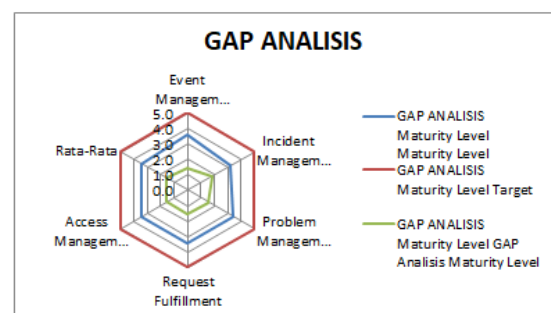 GAP ANALISIS
Event
Managem...
5.0
4.0
3.0
2.0
1.0
0.0
Incident
Managem...
Problem
Managem...
Request
Fulfillment
Access
Managem...
Rata-Rata
GAP ANALISIS
Maturity Level
Maturity Level
GAP ANALISIS
Maturity Level Target
GAP ANALISIS
Maturity Level GAP
Analisis Maturity Level